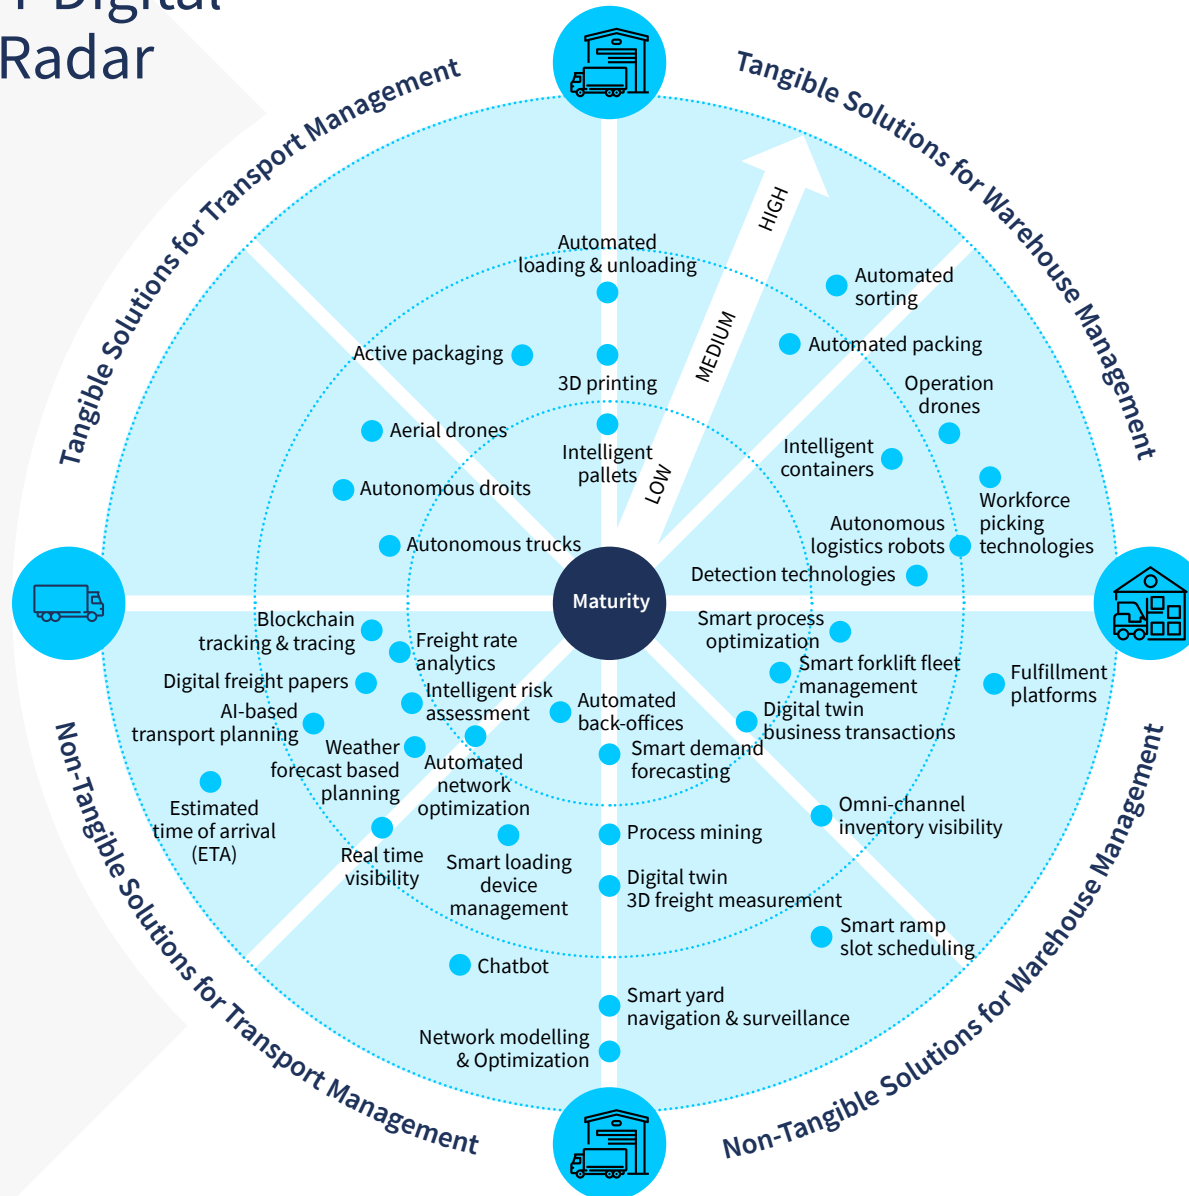 Digital
Radar
Tangible Solutions for Transport Management
Tangible Solutions for Warehouse Management
HIGH
MEDIUM
LOW
Automated
loading & unloading
Automated
sorting
Active packaging
3D printing
Automated packing
Operation
drones
Aerial drones
Intelligent
pallets
Intelligent
containers
Autonomous droits
Workforce
picking
technologies
Autonomous
logistics robots
Autonomous trucks
Detection technologies
Maturity
Blockchain
tracking & tracing
Freight rate
analytics
Smart process
optimization
Digital freight papers
Intelligent risk
assessment
Smart forklift fleet
management
Fulfillment
platforms
AI-based
transport planning
Automated
back-offices
Digital twin
business transactions
Weather
forecast based
planning
Automated
network
optimization
Smart demand
forecasting
Estimated
time of arrival
(ETA)
Real time
visibility
Smart loading
device
management
Process mining
Omni-channel
inventory visibility
Digital twin
3D freight measurement
Smart ramp
slot scheduling
Chatbot
Smart yard
navigation & surveillance
Network modelling
& Optimization
Non-Tangible Solutions for Transport Management
Non-Tangible Solutions for Warehouse Management